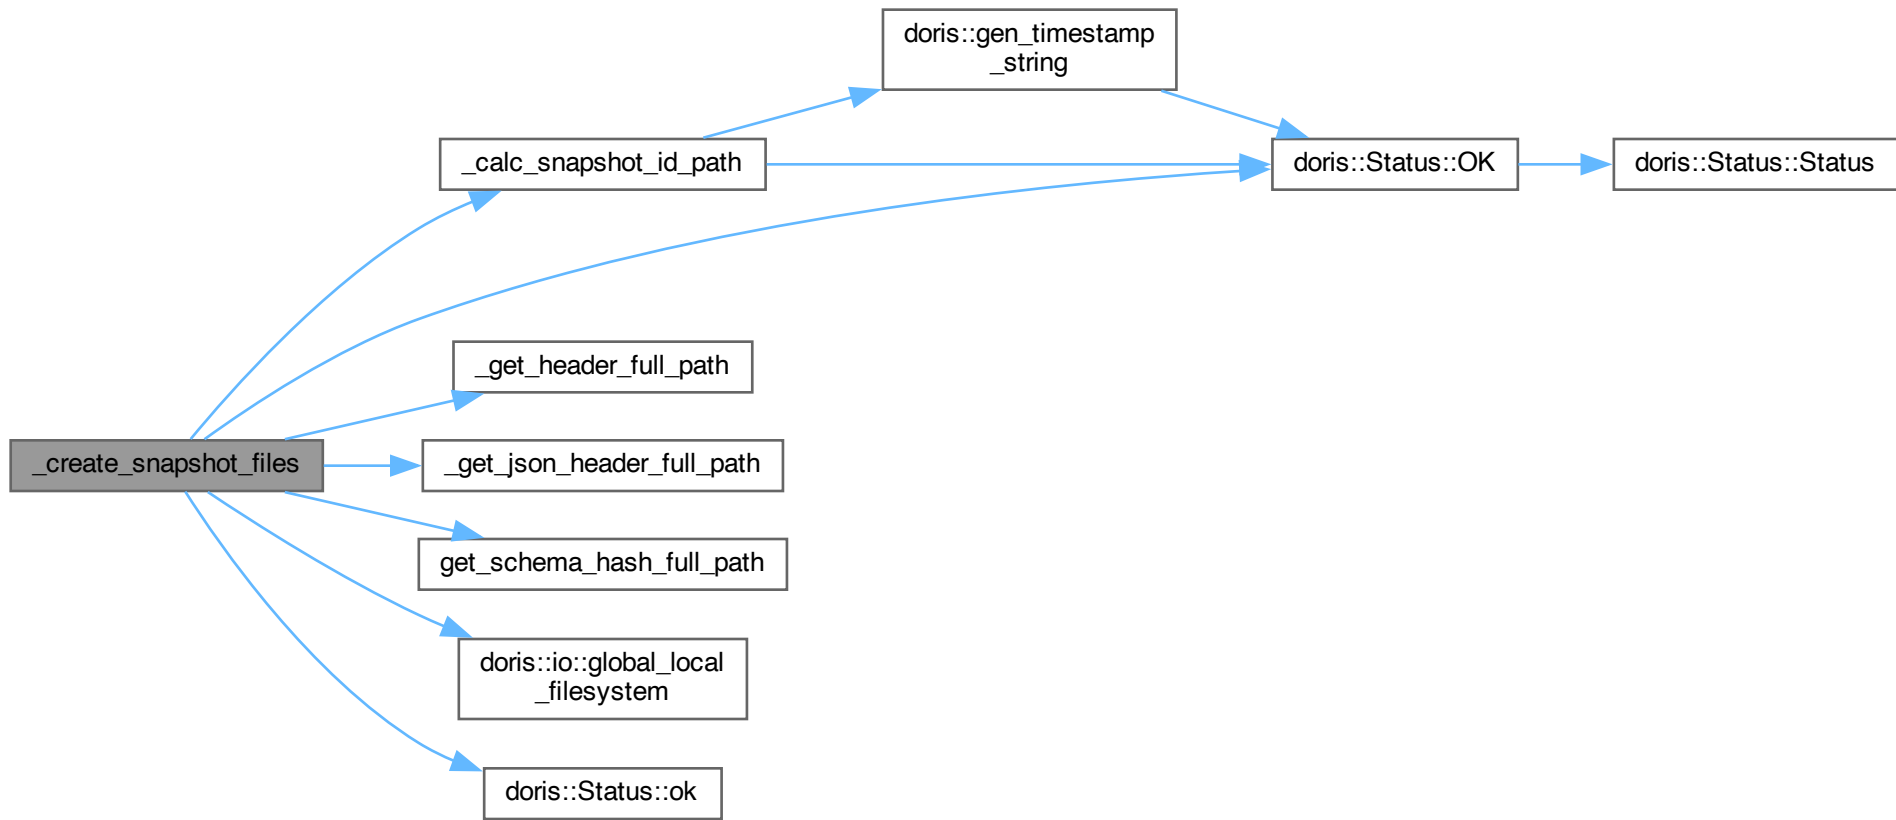 doris::gen_timestamp
_string
_calc_snapshot_id_path
doris::Status::OK
doris::Status::Status
_get_header_full_path
_create_snapshot_files
_get_json_header_full_path
get_schema_hash_full_path
doris::io::global_local
_filesystem
doris::Status::ok